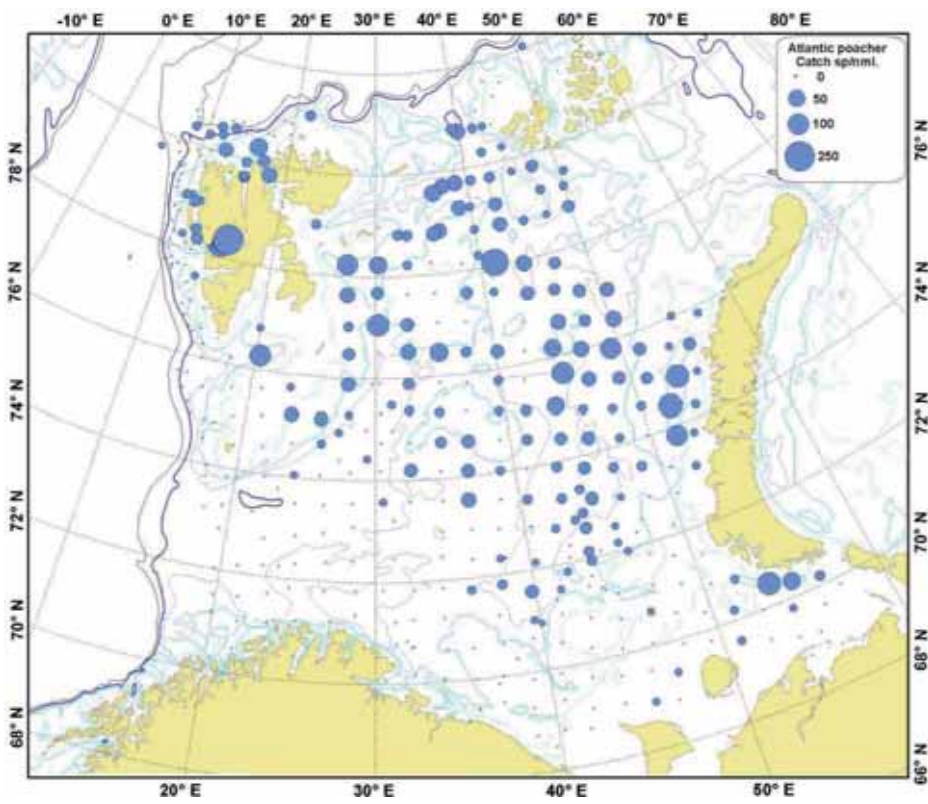 -10° E 0° E 10° E 20° E 30° E 40° E 50° E 60° E 70° E 80° E
Atlantic poacher
Catch sp/nml.
0
50
100
250
78° N
76° N
74° N
72° N
70° N
68° N
76° N
74° N
72° N
70° N
68° N
66° N
20° E 30° E 40° E 50° E